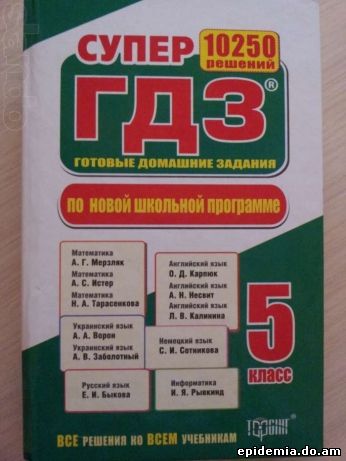 СУПЕР
10250
решений
ГДЗ®
ГОТОВЫЕ ДОМАШНИЕ ЗАДАНИЯ
по новой школьной программе
Математика
А. Г. Мерзляк
Математика
А. С. Истер
Математика
Н. А. Тарасенкова
Английский язык
О. Д. Карпюк
Английский язык
А. Н. Несвит
Английский язык
Л. В. Калинина
Украинский язык
А. А. Ворон
Украинский язык
А. В. Заболотный
Немецкий язык
С. И. Сотникова
Русский язык
Е. И. Быкова
Информатика
И. Я. Рывкинд
5
класс
ТОРСІНГ
ВСЕ решения ко ВСЕМ учебникам
epidemia.do.am